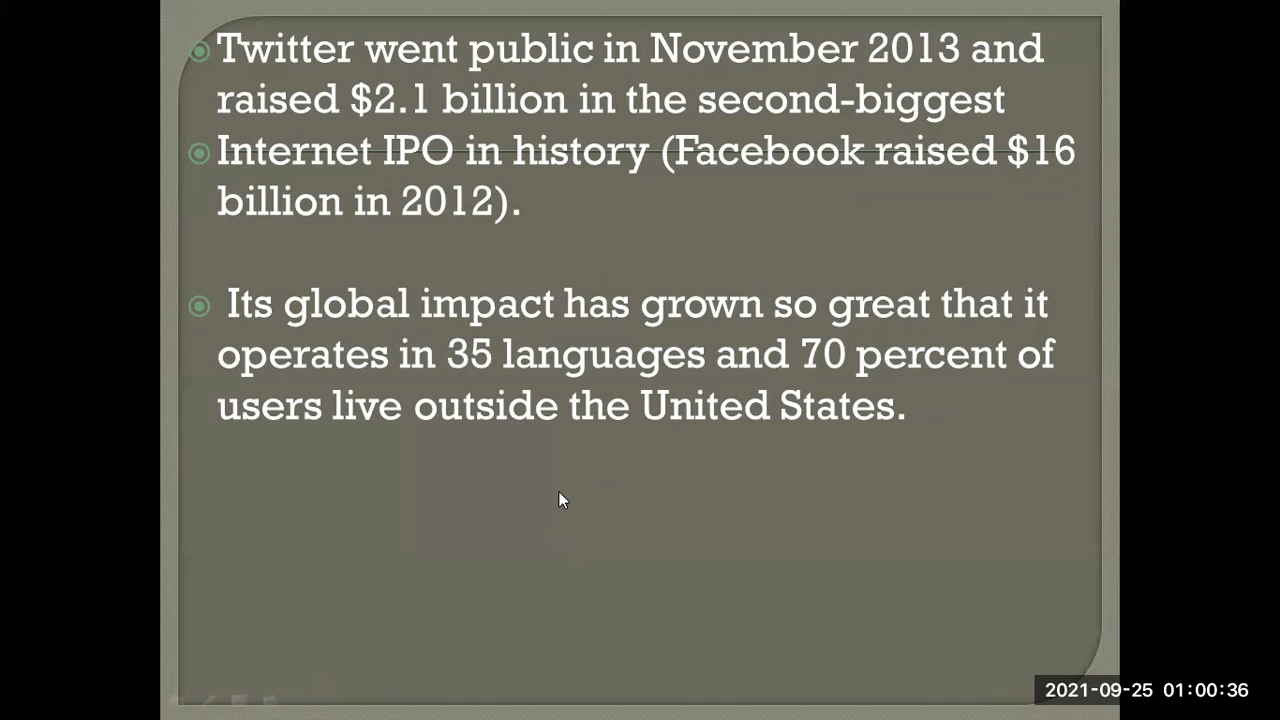 Twitter went public in November 2013 and
raised $2.1 billion in the second-biggest
Internet IPO in history (Facebook raised $16
billion in 2012).
Its global impact has grown so great that it
operates in 35 languages and 70 percent of
users live outside the United States.
2021-09-25 01:00:36